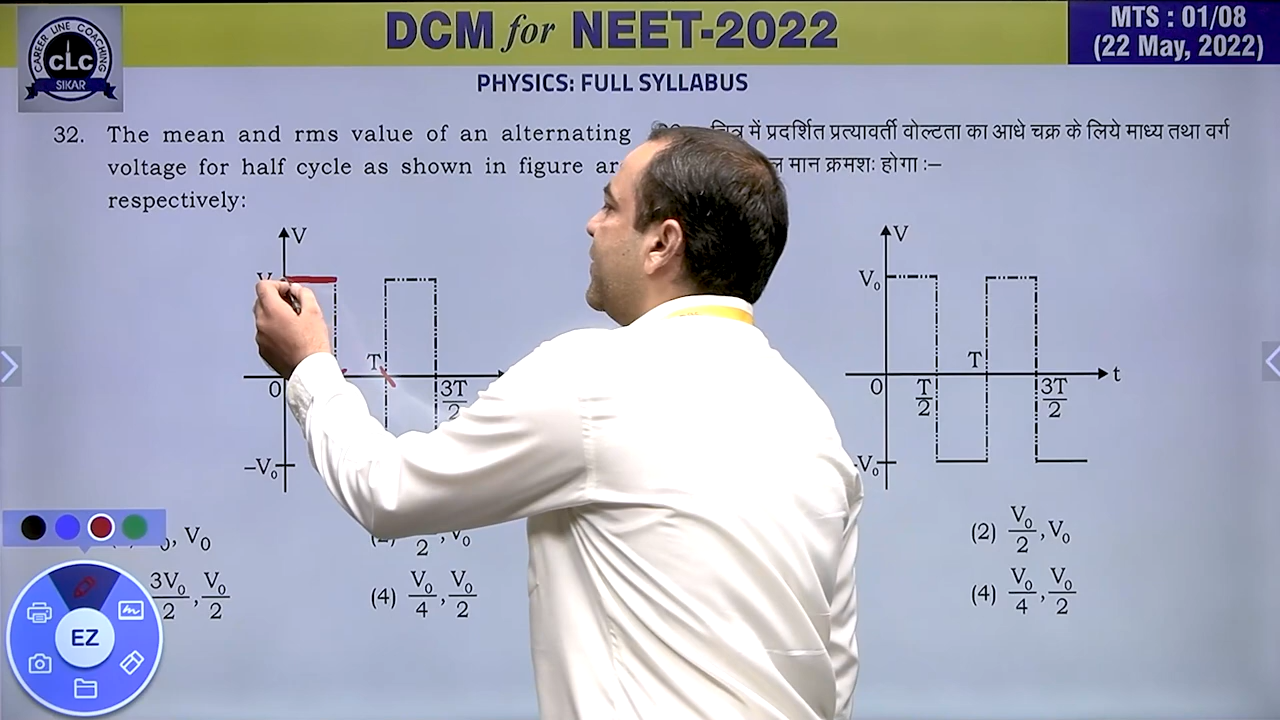 CAREER LINE COACHING
CLC
SIKAR
DCM for NEET-2022
MTS : 01/08
(22 May, 2022)
PHYSICS: FULL SYLLABUS
32. The mean and rms value of an alternating
voltage for half cycle as shown in figure
respectively:
V
T
0
3T
2
–V₀
₀, V₀
2 , V₀
3V₀/2 , V₀/2
(4) V₀/4 , V₀/2
में प्रदर्शित प्रत्यावर्ती वोल्टता का आधे चक्र के लिये माध्य तथा वर्ग
मान क्रमशः होगा :–
V
V₀
T
0
T/2
3T/2
t
V₀
(2) V₀/2 , V₀
(4) V₀/4 , V₀/2
EZ